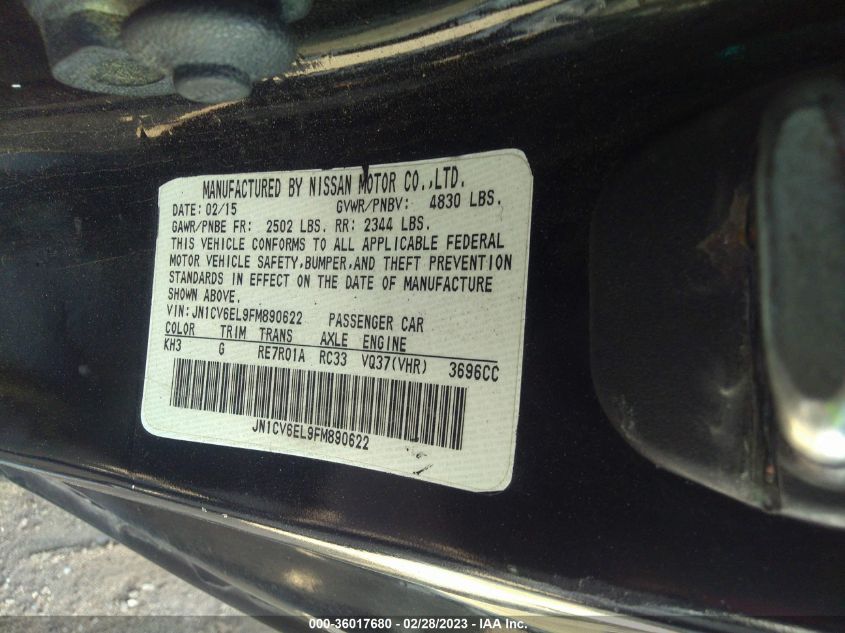 MANUFACTURED BY NISSAN MOTOR CO.,LTD.
DATE: 02/15 GVWR/PNBV: 4830 LBS.
GAWR/PNBE FR: 2502 LBS. RR: 2344 LBS.
THIS VEHICLE CONFORMS TO ALL APPLICABLE FEDERAL
MOTOR VEHICLE SAFETY,BUMPER,AND THEFT PREVENTION
STANDARDS IN EFFECT ON THE DATE OF MANUFACTURE
SHOWN ABOVE.
VIN:JN1CV6EL9FM890622 PASSENGER CAR
COLOR TRIM TRANS AXLE ENGINE
KH3 G RE7R01A RC33 VQ37(VHR) 3696CC
JN1CV6EL9FM890622
000-36017680 - 02/28/2023 - IAA Inc.